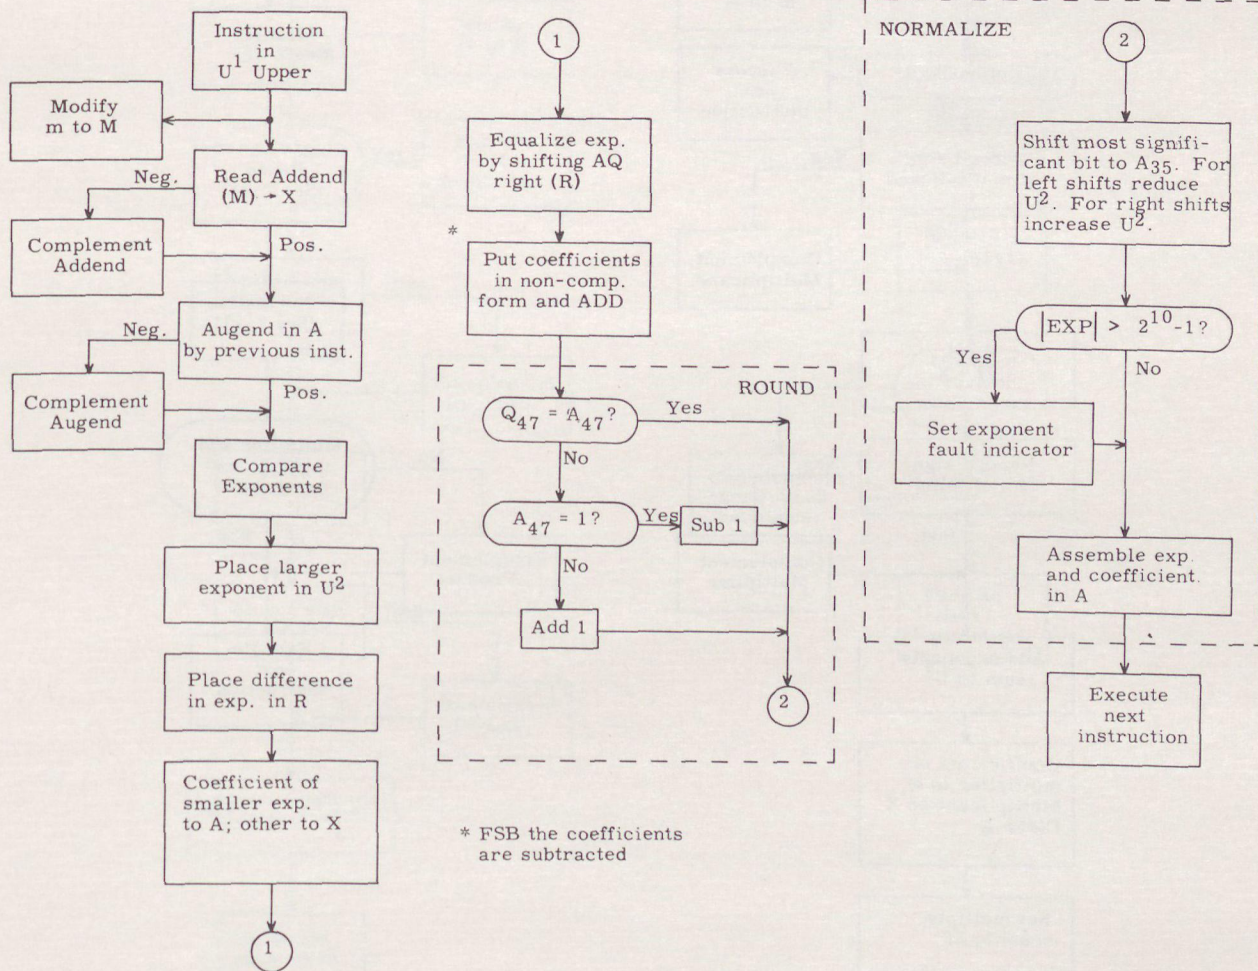 Instruction
in
U¹ Upper
Modify
m to M
Neg.
Read Addend
(M) → X
Complement
Addend
Pos.
Neg.
Augend in A
by previous inst.
Complement
Augend
Pos.
Compare
Exponents
Place larger
exponent in U²
Place difference
in exp. in R
Coefficient of
smaller exp.
to A; other to X
1
1
Equalize exp.
by shifting AQ
right (R)
*
Put coefficients
in non-comp.
form and ADD
ROUND
Q₄₇ = A₄₇?
Yes
No
A₄₇ = 1?
Yes
Sub 1
No
Add 1
2
* FSB the coefficients
are subtracted
NORMALIZE
2
Shift most signifi-
cant bit to A₃₅. For
left shifts reduce
U². For right shifts
increase U².
|EXP| > 2¹⁰-1?
Yes
No
Set exponent
fault indicator
Assemble exp.
and coefficient.
in A
Execute
next
instruction